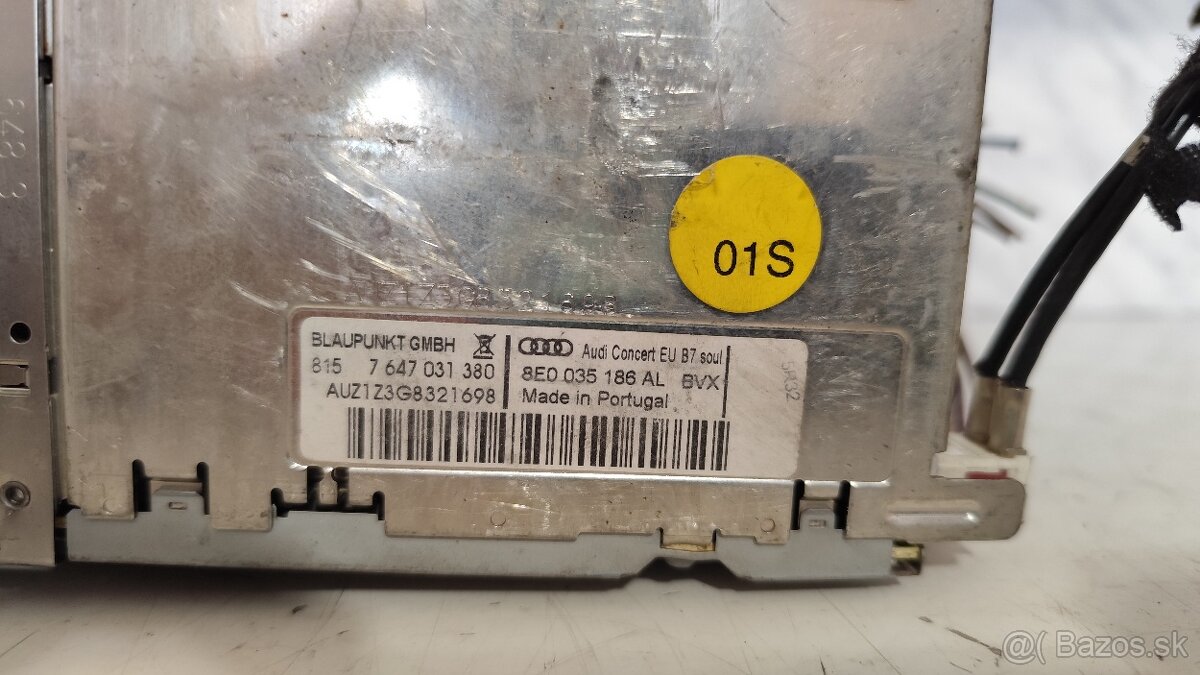 01S
BLAUPUNKT GMBH
815 7 647 031 380
AUZ1Z3G8321698
Audi Concert EU B7 soul
8E0 035 186 AL BVX
Made in Portugal
5R32
@( Bazos.sk